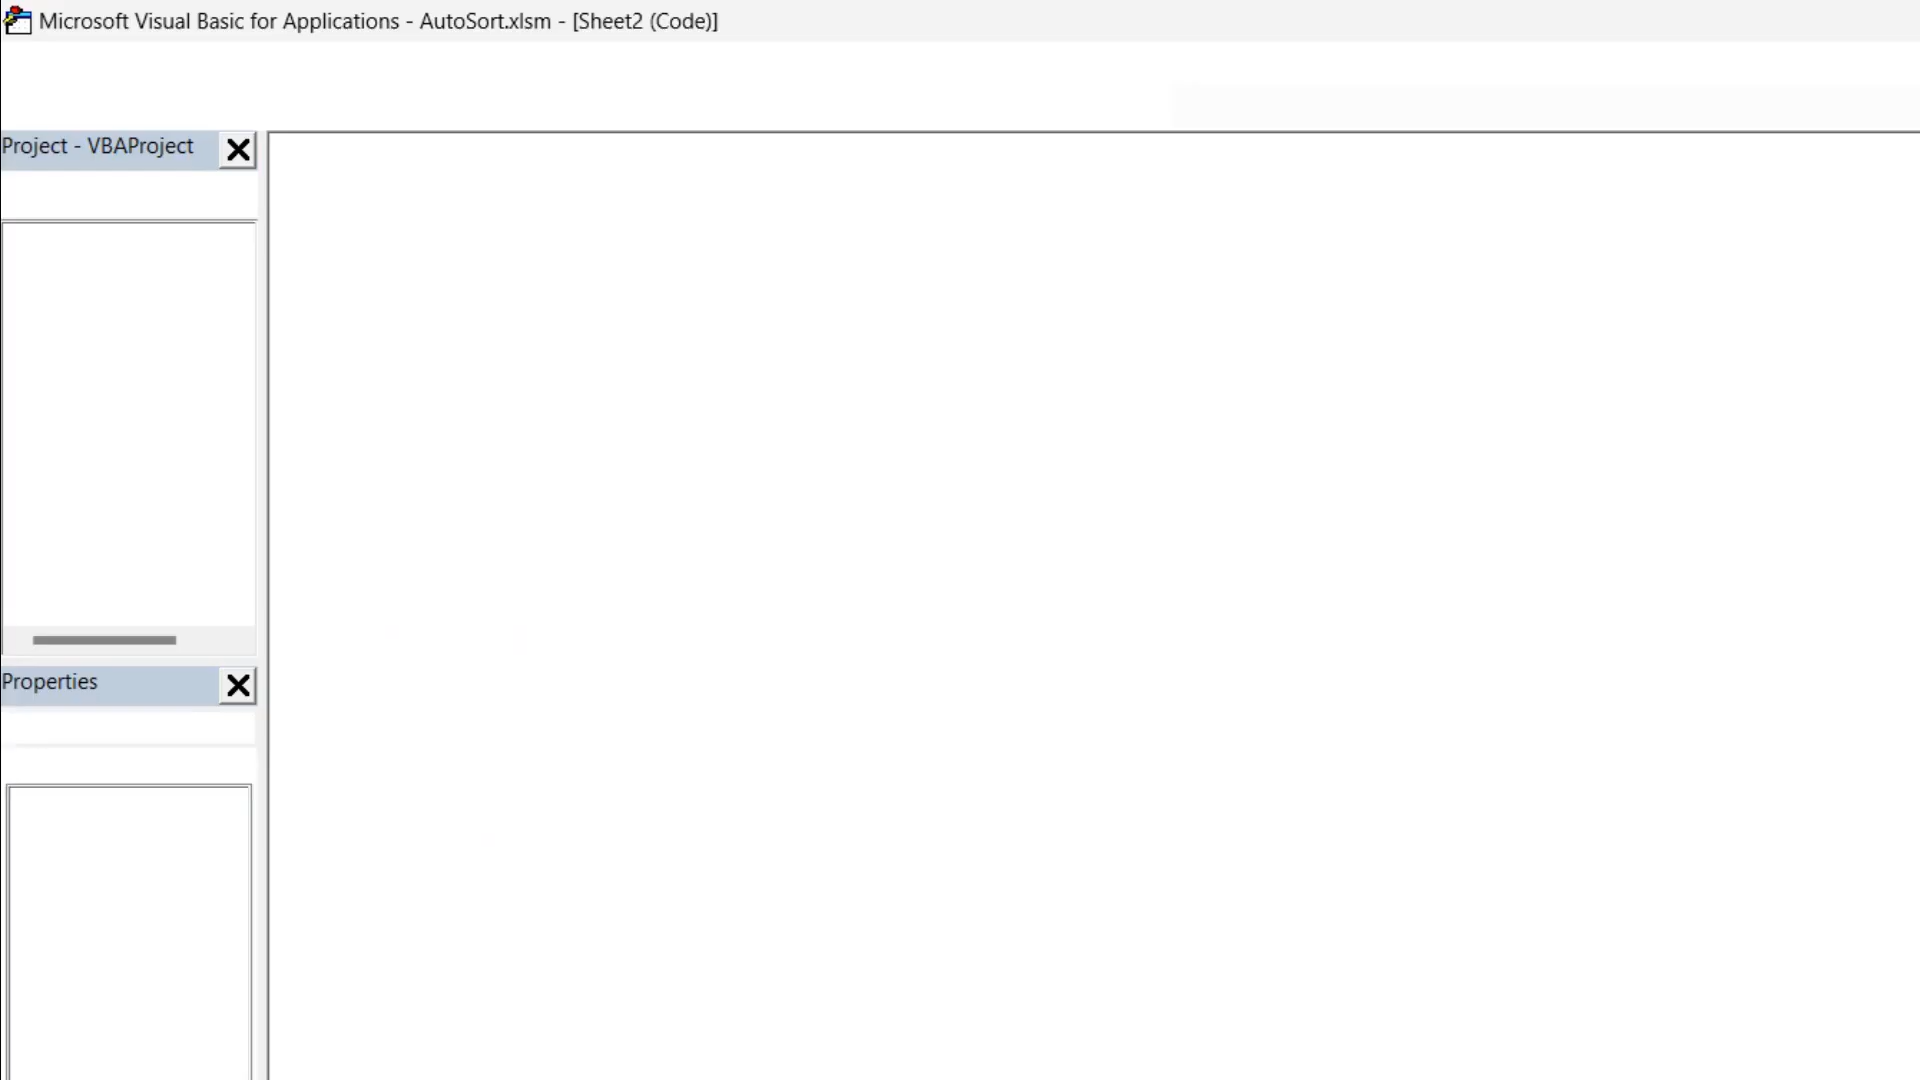 Microsoft Visual Basic for Applications - AutoSort.xlsm - [Sheet2 (Code)]
Project - VBAProject
Properties